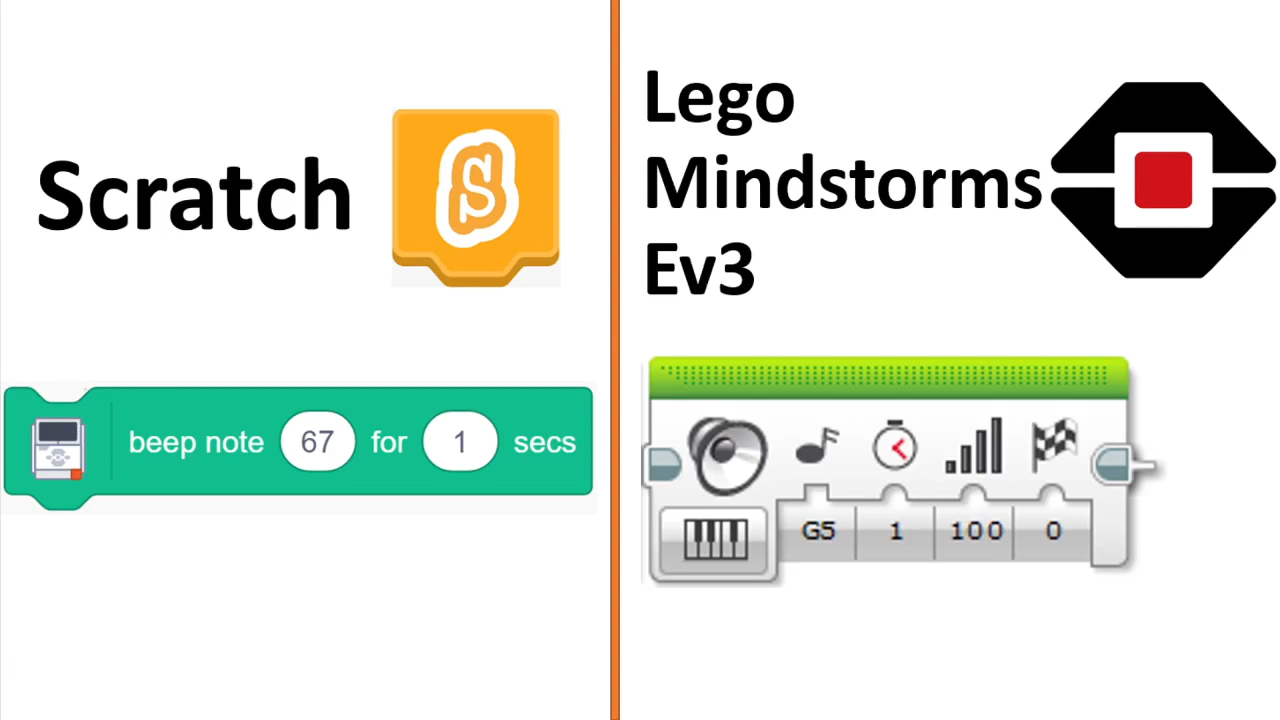 Scratch
S
beep note 67 for 1 secs
Lego
Mindstorms
Ev3
G5 1 100 0